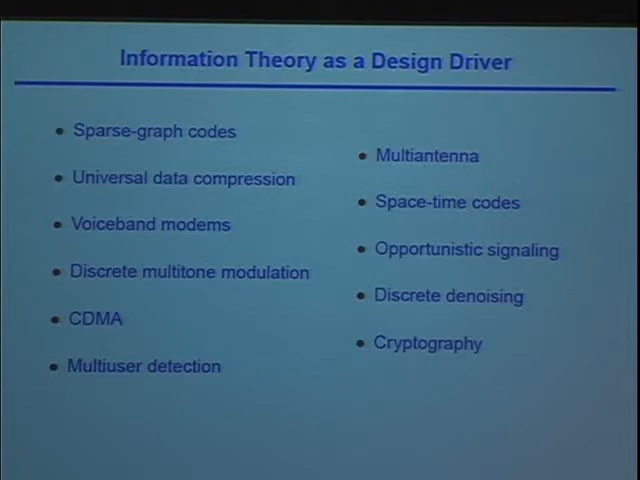 Information Theory as a Design Driver
Sparse-graph codes
Universal data compression
Voiceband modems
Discrete multitone modulation
CDMA
Multiuser detection
Multiantenna
Space-time codes
Opportunistic signaling
Discrete denoising
Cryptography